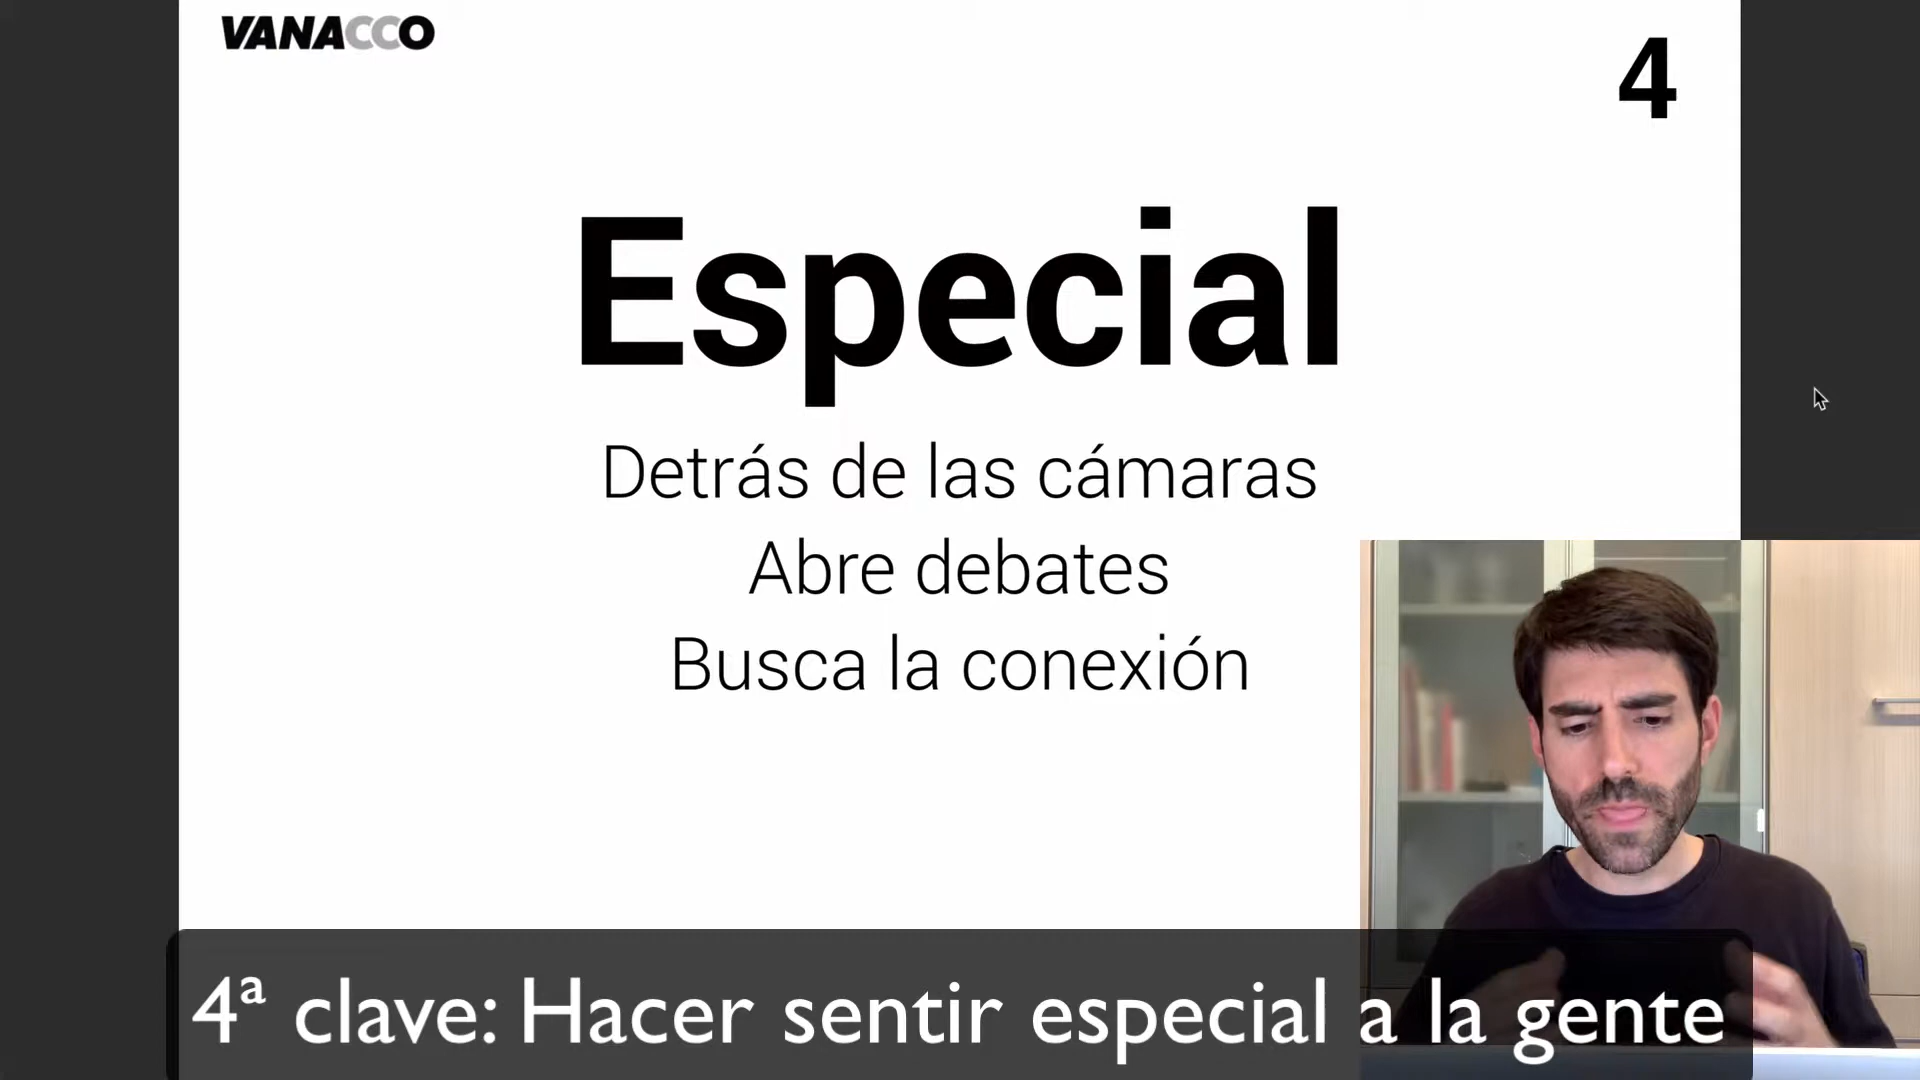 VANACCO
4
Especial
Detrás de las cámaras
Abre debates
Busca la conexión
4ª clave: Hacer sentir especial a la gente